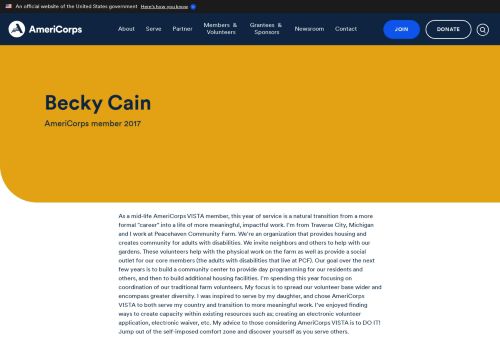 An official website of the United States government Here's how you know
AmeriCorps
About Serve Partner Members & Volunteers Grantees & Sponsors Newsroom Contact JOIN DONATE
Becky Cain
AmeriCorps member 2017
As a mid-life AmeriCorps VISTA member, this year of service is a natural transition from a more
formal "career" into a life of more meaningful, impactful work. I'm from Traverse City, Michigan
and I work at Peacehaven Community Farm. We're an organization that provides housing and
creates community for adults with disabilities. We invite neighbors and others to help with our
gardens. These volunteers help with the physical work on the farm as well as provide a social
outlet for our core members (the adults with disabilities that live at PCF). Our goal over the next
few years is to build a community center to provide day programming for our residents and
others, and then to build additional housing facilities. I'm spending this year focusing on
coordination of our traditional farm volunteers. My focus is to spread our volunteer base wider and
encompass greater diversity. I was inspired to serve by my daughter, and chose AmeriCorps
VISTA to both serve my country and transition to more meaningful work. I've enjoyed finding
ways to create capacity within existing resources such as; creating an electronic volunteer
application, electronic waiver, etc. My advice to those considering AmeriCorps VISTA is to DO IT!
Jump out of the self-imposed comfort zone and discover yourself as you serve others.